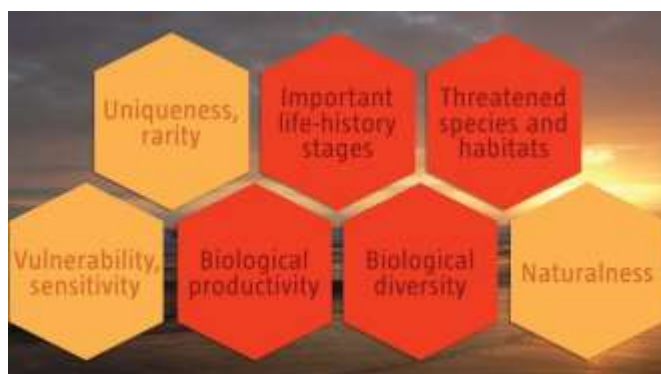 Uniqueness,
rarity
Important
life-history
stages
Threatened
species and
habitats
Vulnerability,
sensitivity
Biological
productivity
Biological
diversity
Naturalness